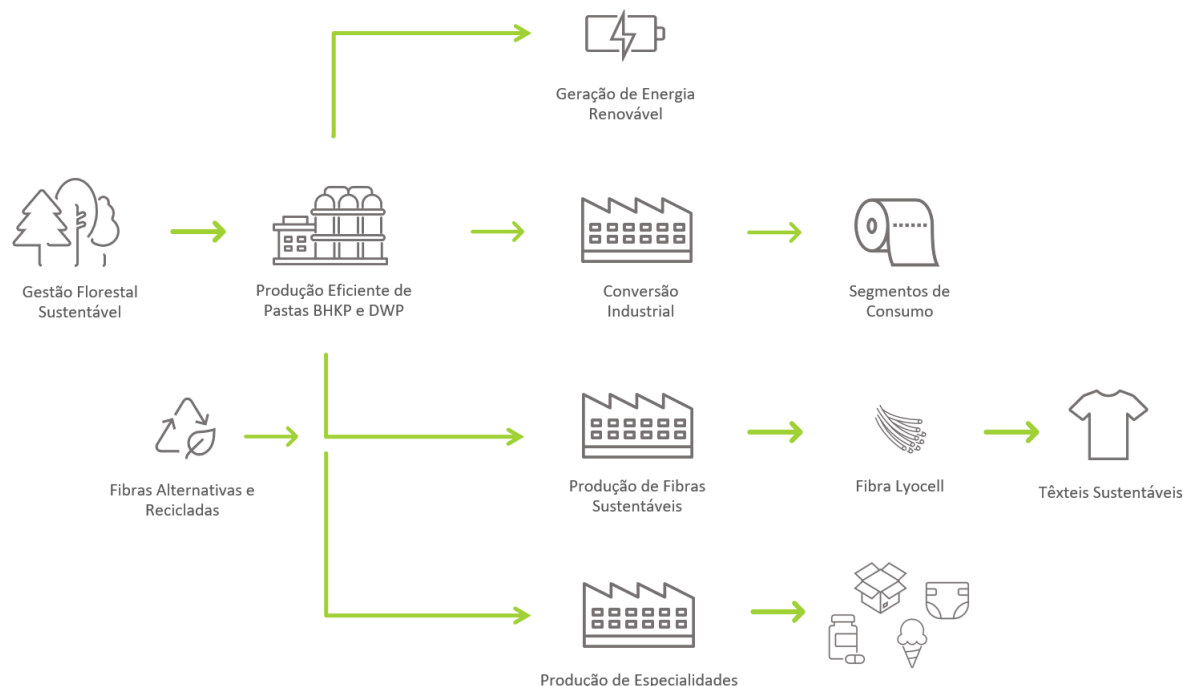 Geração de Energia
Renovável
Gestão Florestal
Sustentável
Produção Eficiente de
Pastas BHKP e DWP
Conversão
Industrial
Segmentos de
Consumo
Fibras Alternativas e
Recicladas
Produção de Fibras
Sustentáveis
Fibra Lyocell
Têxteis Sustentáveis
Produção de Especialidades